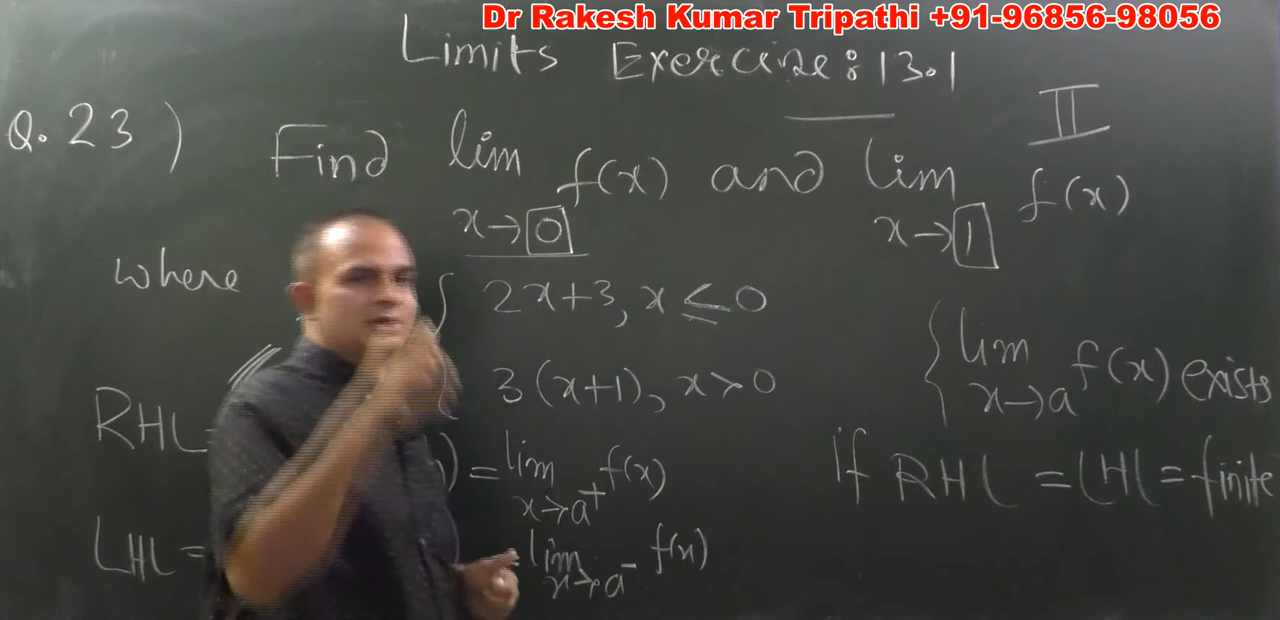 Dr Rakesh Kumar Tripathi +91-96856-98056
Limits Exercise: 13.1
II
Q. 23) Find lim x→0 f(x) and lim x→1 f(x)
where { 2x+3, x ≤ 0
3(x+1), x > 0
{ lim x→a f(x) exists
if RHL = LHL = finite
RHL = ) = lim x→a⁺ f(x)
LHL = lim x→a⁻ f(x)